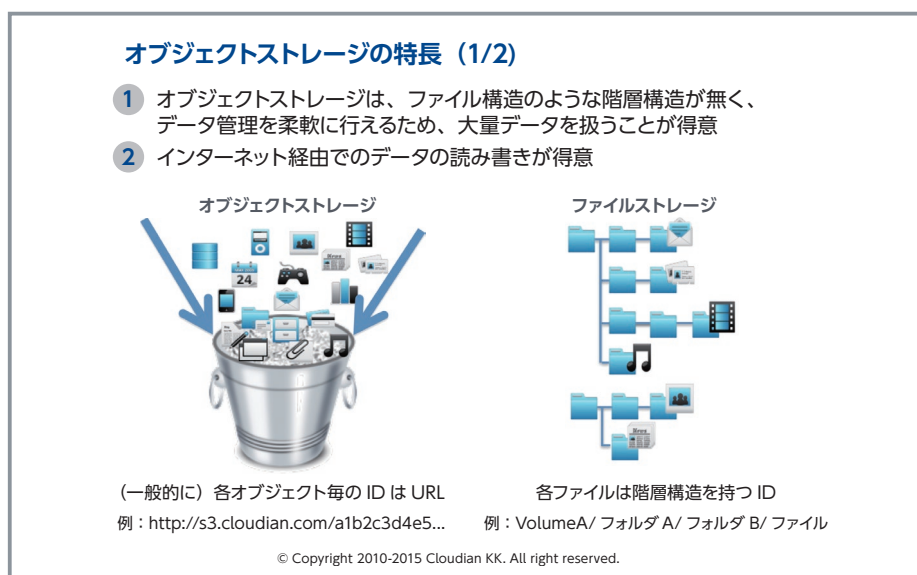 オブジェクトストレージの特長（1/2)
1 オブジェクトストレージは、ファイル構造のような階層構造が無く、
データ管理を柔軟に行えるため、大量データを扱うことが得意
2 インターネット経由でのデータの読み書きが得意
オブジェクトストレージ
ファイルストレージ
24
News
News
（一般的に）各オブジェクト毎の ID は URL
例：http://s3.cloudian.com/a1b2c3d4e5...
各ファイルは階層構造を持つ ID
例：VolumeA/ フォルダ A/ フォルダ B/ ファイル
© Copyright 2010-2015 Cloudian KK. All right reserved.